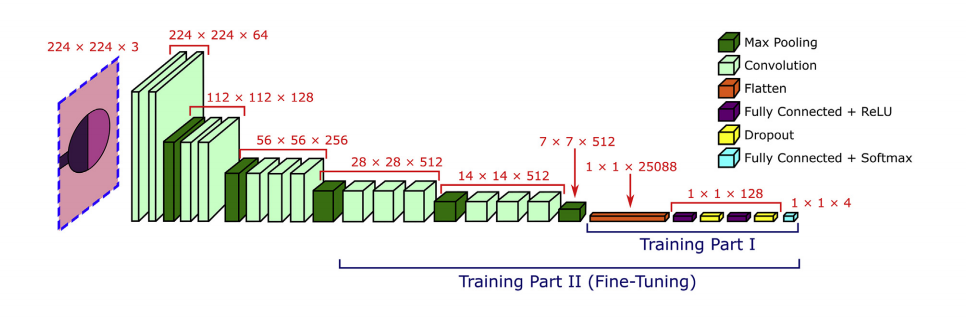 224 × 224 × 3
224 × 224 × 64
112 × 112 × 128
56 × 56 × 256
28 × 28 × 512
14 × 14 × 512
7 × 7 × 512
1 × 1 × 25088
1 × 1 × 128
1 × 1 × 4
Max Pooling
Convolution
Flatten
Fully Connected + ReLU
Dropout
Fully Connected + Softmax
Training Part I
Training Part II (Fine-Tuning)